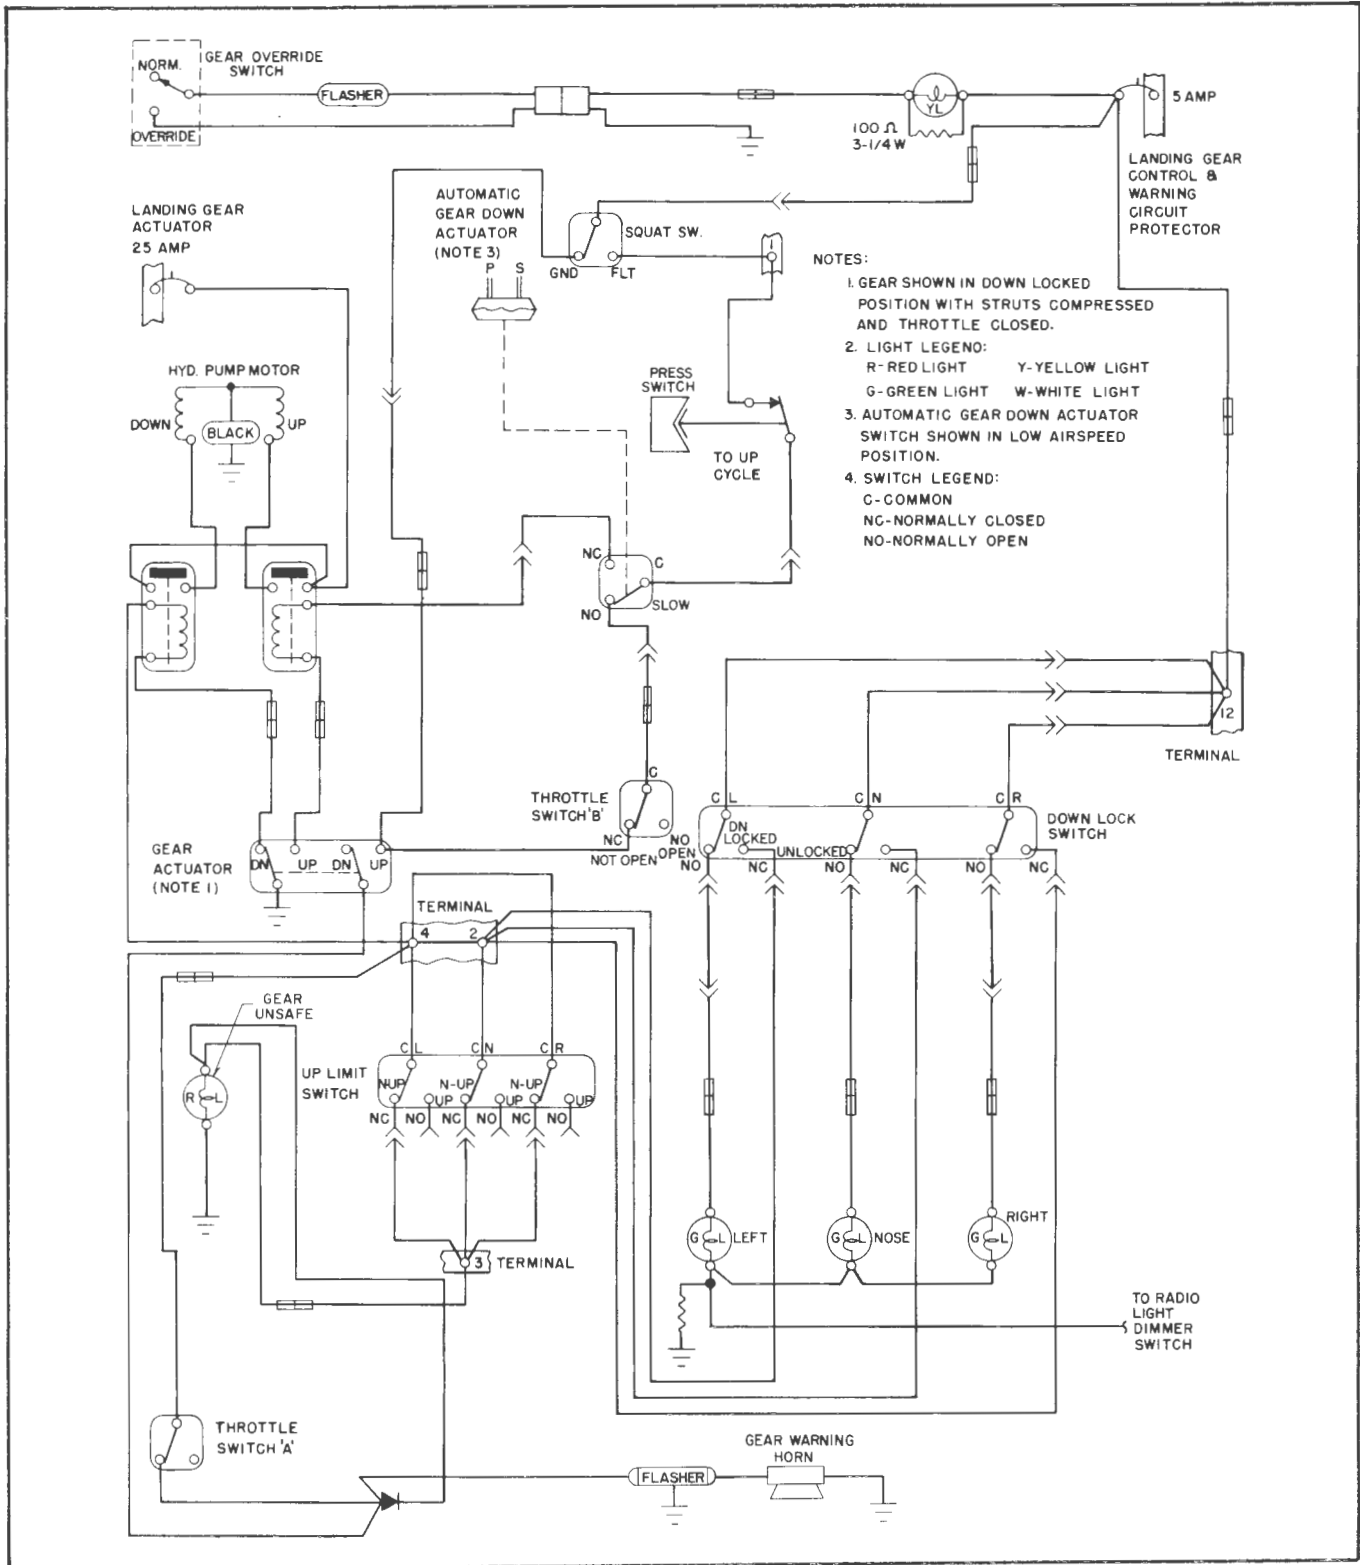 NORM.
GEAR OVERRIDE
SWITCH
FLASHER
OVERRIDE
YL
100 Ω
3-1/4 W
5 AMP
LANDING GEAR
CONTROL &
WARNING
CIRCUIT
PROTECTOR
LANDING GEAR
ACTUATOR
25 AMP
AUTOMATIC
GEAR DOWN
ACTUATOR
(NOTE 3)
P S
SQUAT SW.
GND FLT
NOTES:
1. GEAR SHOWN IN DOWN LOCKED
POSITION WITH STRUTS COMPRESSED
AND THROTTLE CLOSED.
2. LIGHT LEGEND:
R-RED LIGHT Y-YELLOW LIGHT
G-GREEN LIGHT W-WHITE LIGHT
3. AUTOMATIC GEAR DOWN ACTUATOR
SWITCH SHOWN IN LOW AIRSPEED
POSITION.
4. SWITCH LEGEND:
C-COMMON
NC-NORMALLY CLOSED
NO-NORMALLY OPEN
HYD. PUMP MOTOR
DOWN
BLACK
UP
PRESS
SWITCH
TO UP
CYCLE
NC
C
NO
SLOW
12
TERMINAL
THROTTLE
SWITCH 'B'
C
NC
NOT OPEN
NO
OPEN
C L
C N
C R
DN
LOCKED
UNLOCKED
DOWN LOCK
SWITCH
NO
NC
NO
NC
NO
NC
GEAR
ACTUATOR
(NOTE 1)
DN UP DN UP
TERMINAL
4 2
GEAR
UNSAFE
R L
UP LIMIT
SWITCH
C L
C N
C R
N-UP
UP
N-UP
UP
N-UP
UP
NC NO NC NO NC NO
3 TERMINAL
G L LEFT
G L NOSE
G L
RIGHT
TO RADIO
LIGHT
DIMMER
SWITCH
THROTTLE
SWITCH 'A'
GEAR WARNING
HORN
FLASHER